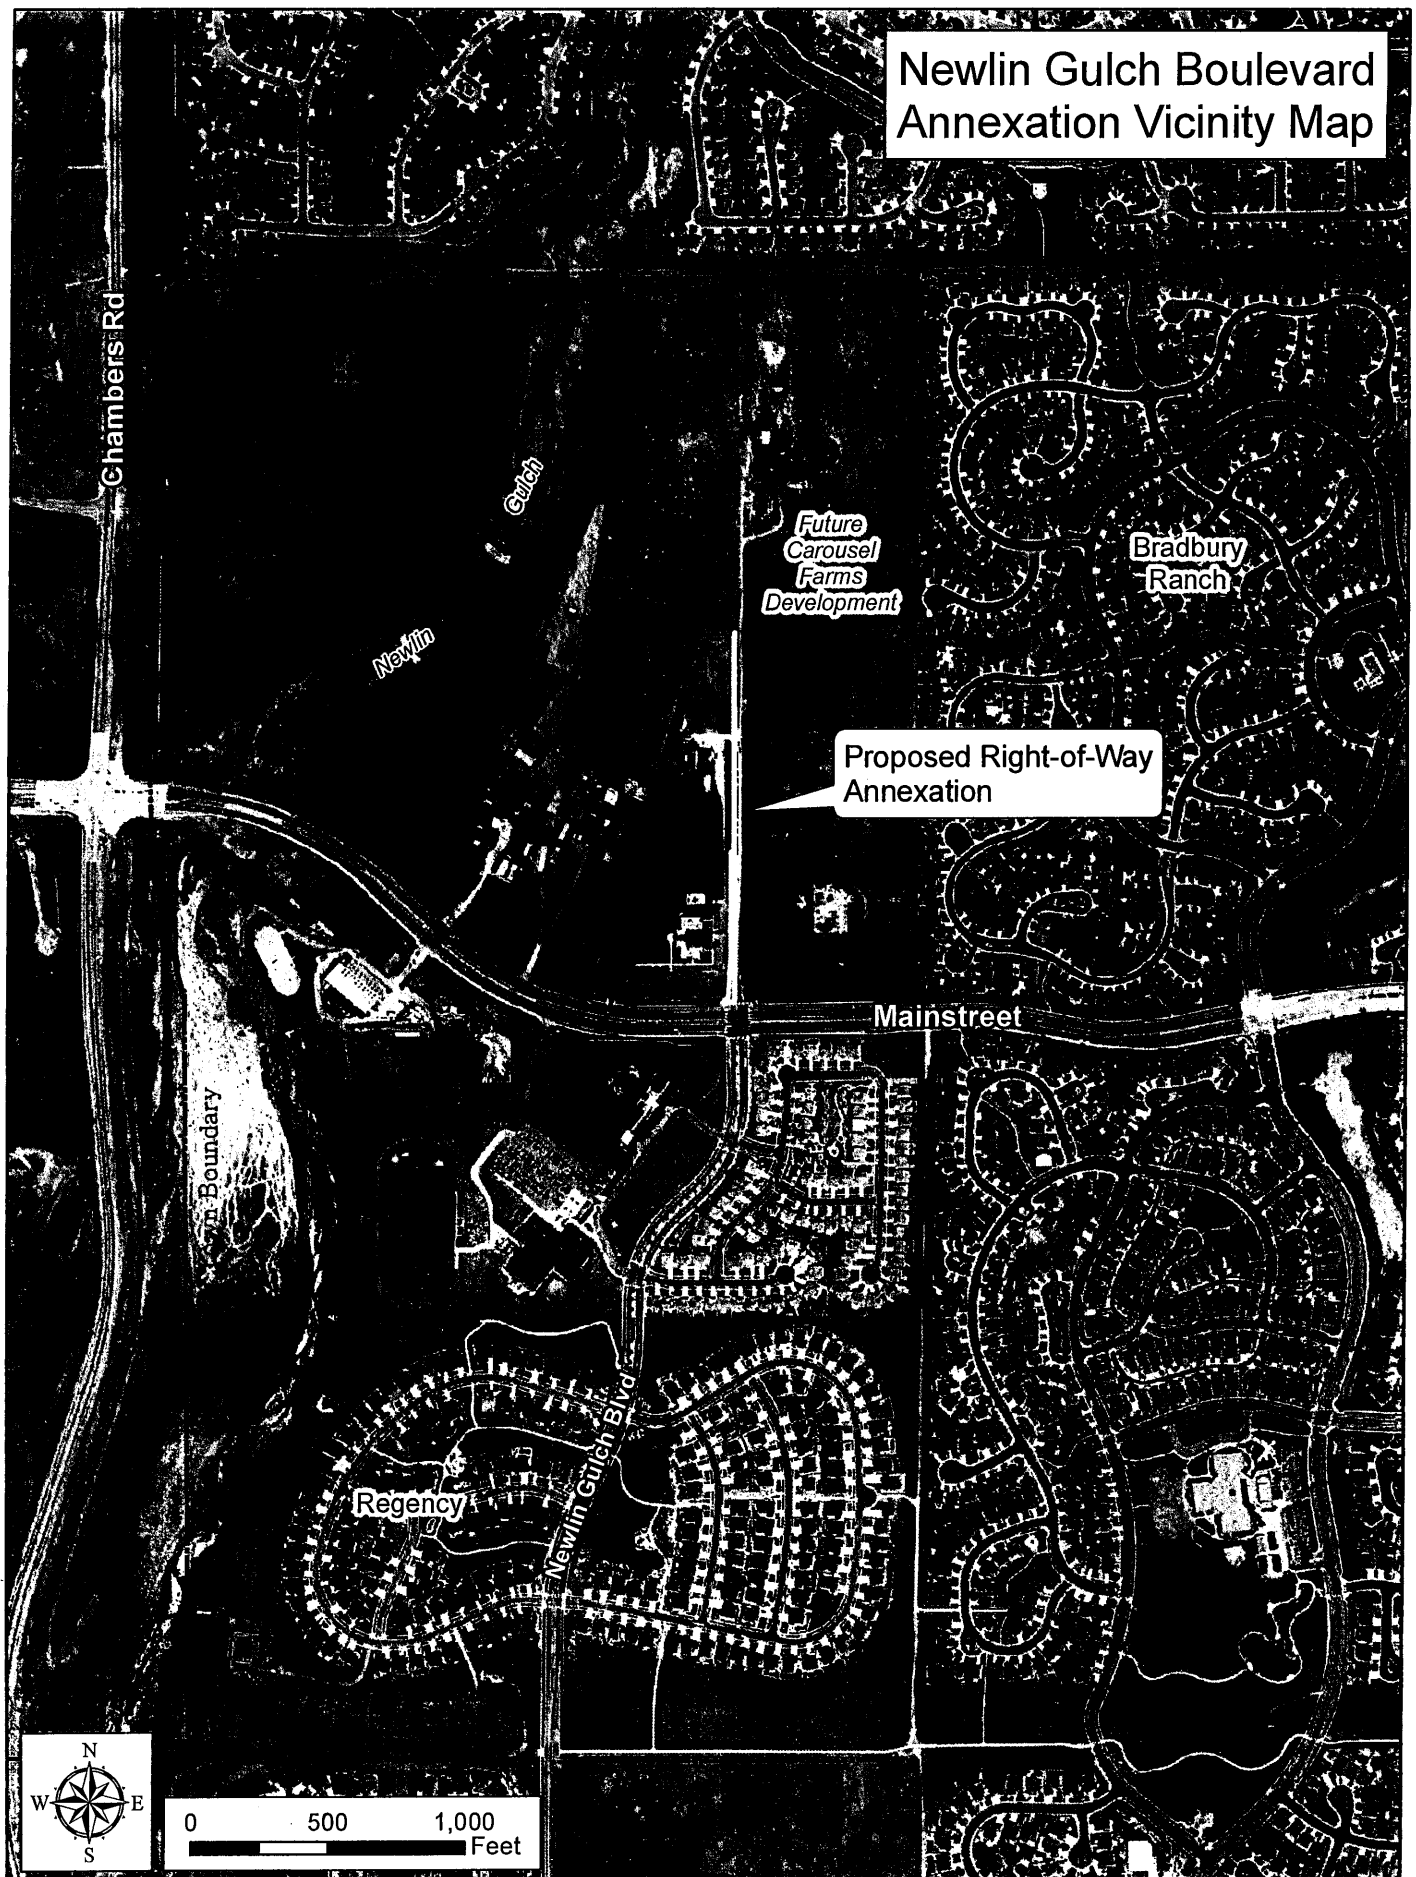 Newlin Gulch Boulevard
Annexation Vicinity Map
Chambers Rd
Gulch
Newlin
Future
Carousel
Farms
Development
Bradbury
Ranch
Proposed Right-of-Way
Annexation
Mainstreet
Boundary
Newlin Gulch Blvd
Regency
N
W
E
S
0
500
1,000
Feet